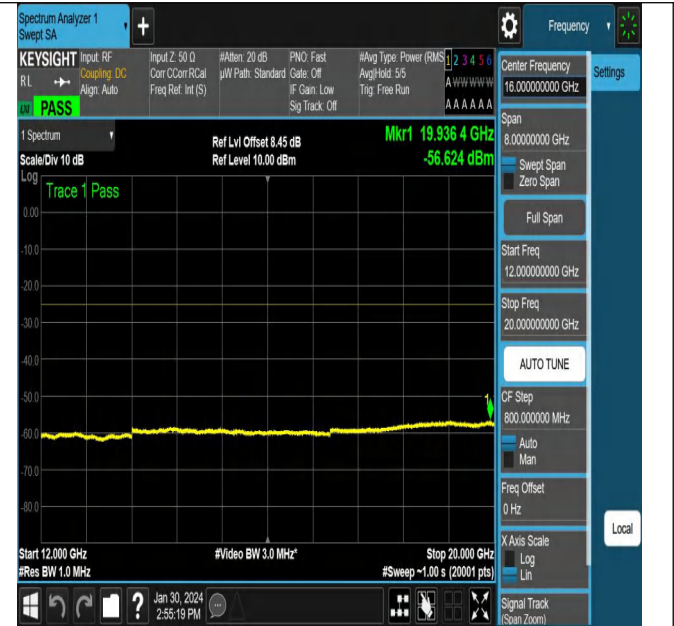 Spectrum Analyzer 1
Swept SA
+
Frequency
KEYSIGHT
RL
Input: RF
Coupling: DC
Align: Auto
Input Z: 50 Ω
Corr CCorr RCal
Freq Ref: Int (S)
#Atten: 20 dB
µW Path: Standard
PNO: Fast
Gate: Off
IF Gain: Low
Sig Track: Off
#Avg Type: Power (RMS
Avg|Hold: 5/5
Trig: Free Run
1 2 3 4 5 6
A W W W W W
A A A A A A
LXI PASS
1 Spectrum
Scale/Div 10 dB
Ref Lvl Offset 8.45 dB
Ref Level 10.00 dBm
Mkr1 19.936 4 GHz
-56.624 dBm
Log
Trace 1 Pass
0.00
-10.0
-20.0
-30.0
-40.0
-50.0
-60.0
-70.0
-80.0
1
Start 12.000 GHz
#Res BW 1.0 MHz
#Video BW 3.0 MHz*
Stop 20.000 GHz
#Sweep ~1.00 s (20001 pts)
Center Frequency
16.000000000 GHz
Settings
Span
8.00000000 GHz
Swept Span
Zero Span
Full Span
Start Freq
12.000000000 GHz
Stop Freq
20.000000000 GHz
AUTO TUNE
CF Step
800.000000 MHz
Auto
Man
Freq Offset
0 Hz
X Axis Scale
Log
Lin
Local
Signal Track
(Span Zoom)
?
Jan 30, 2024
2:55:19 PM